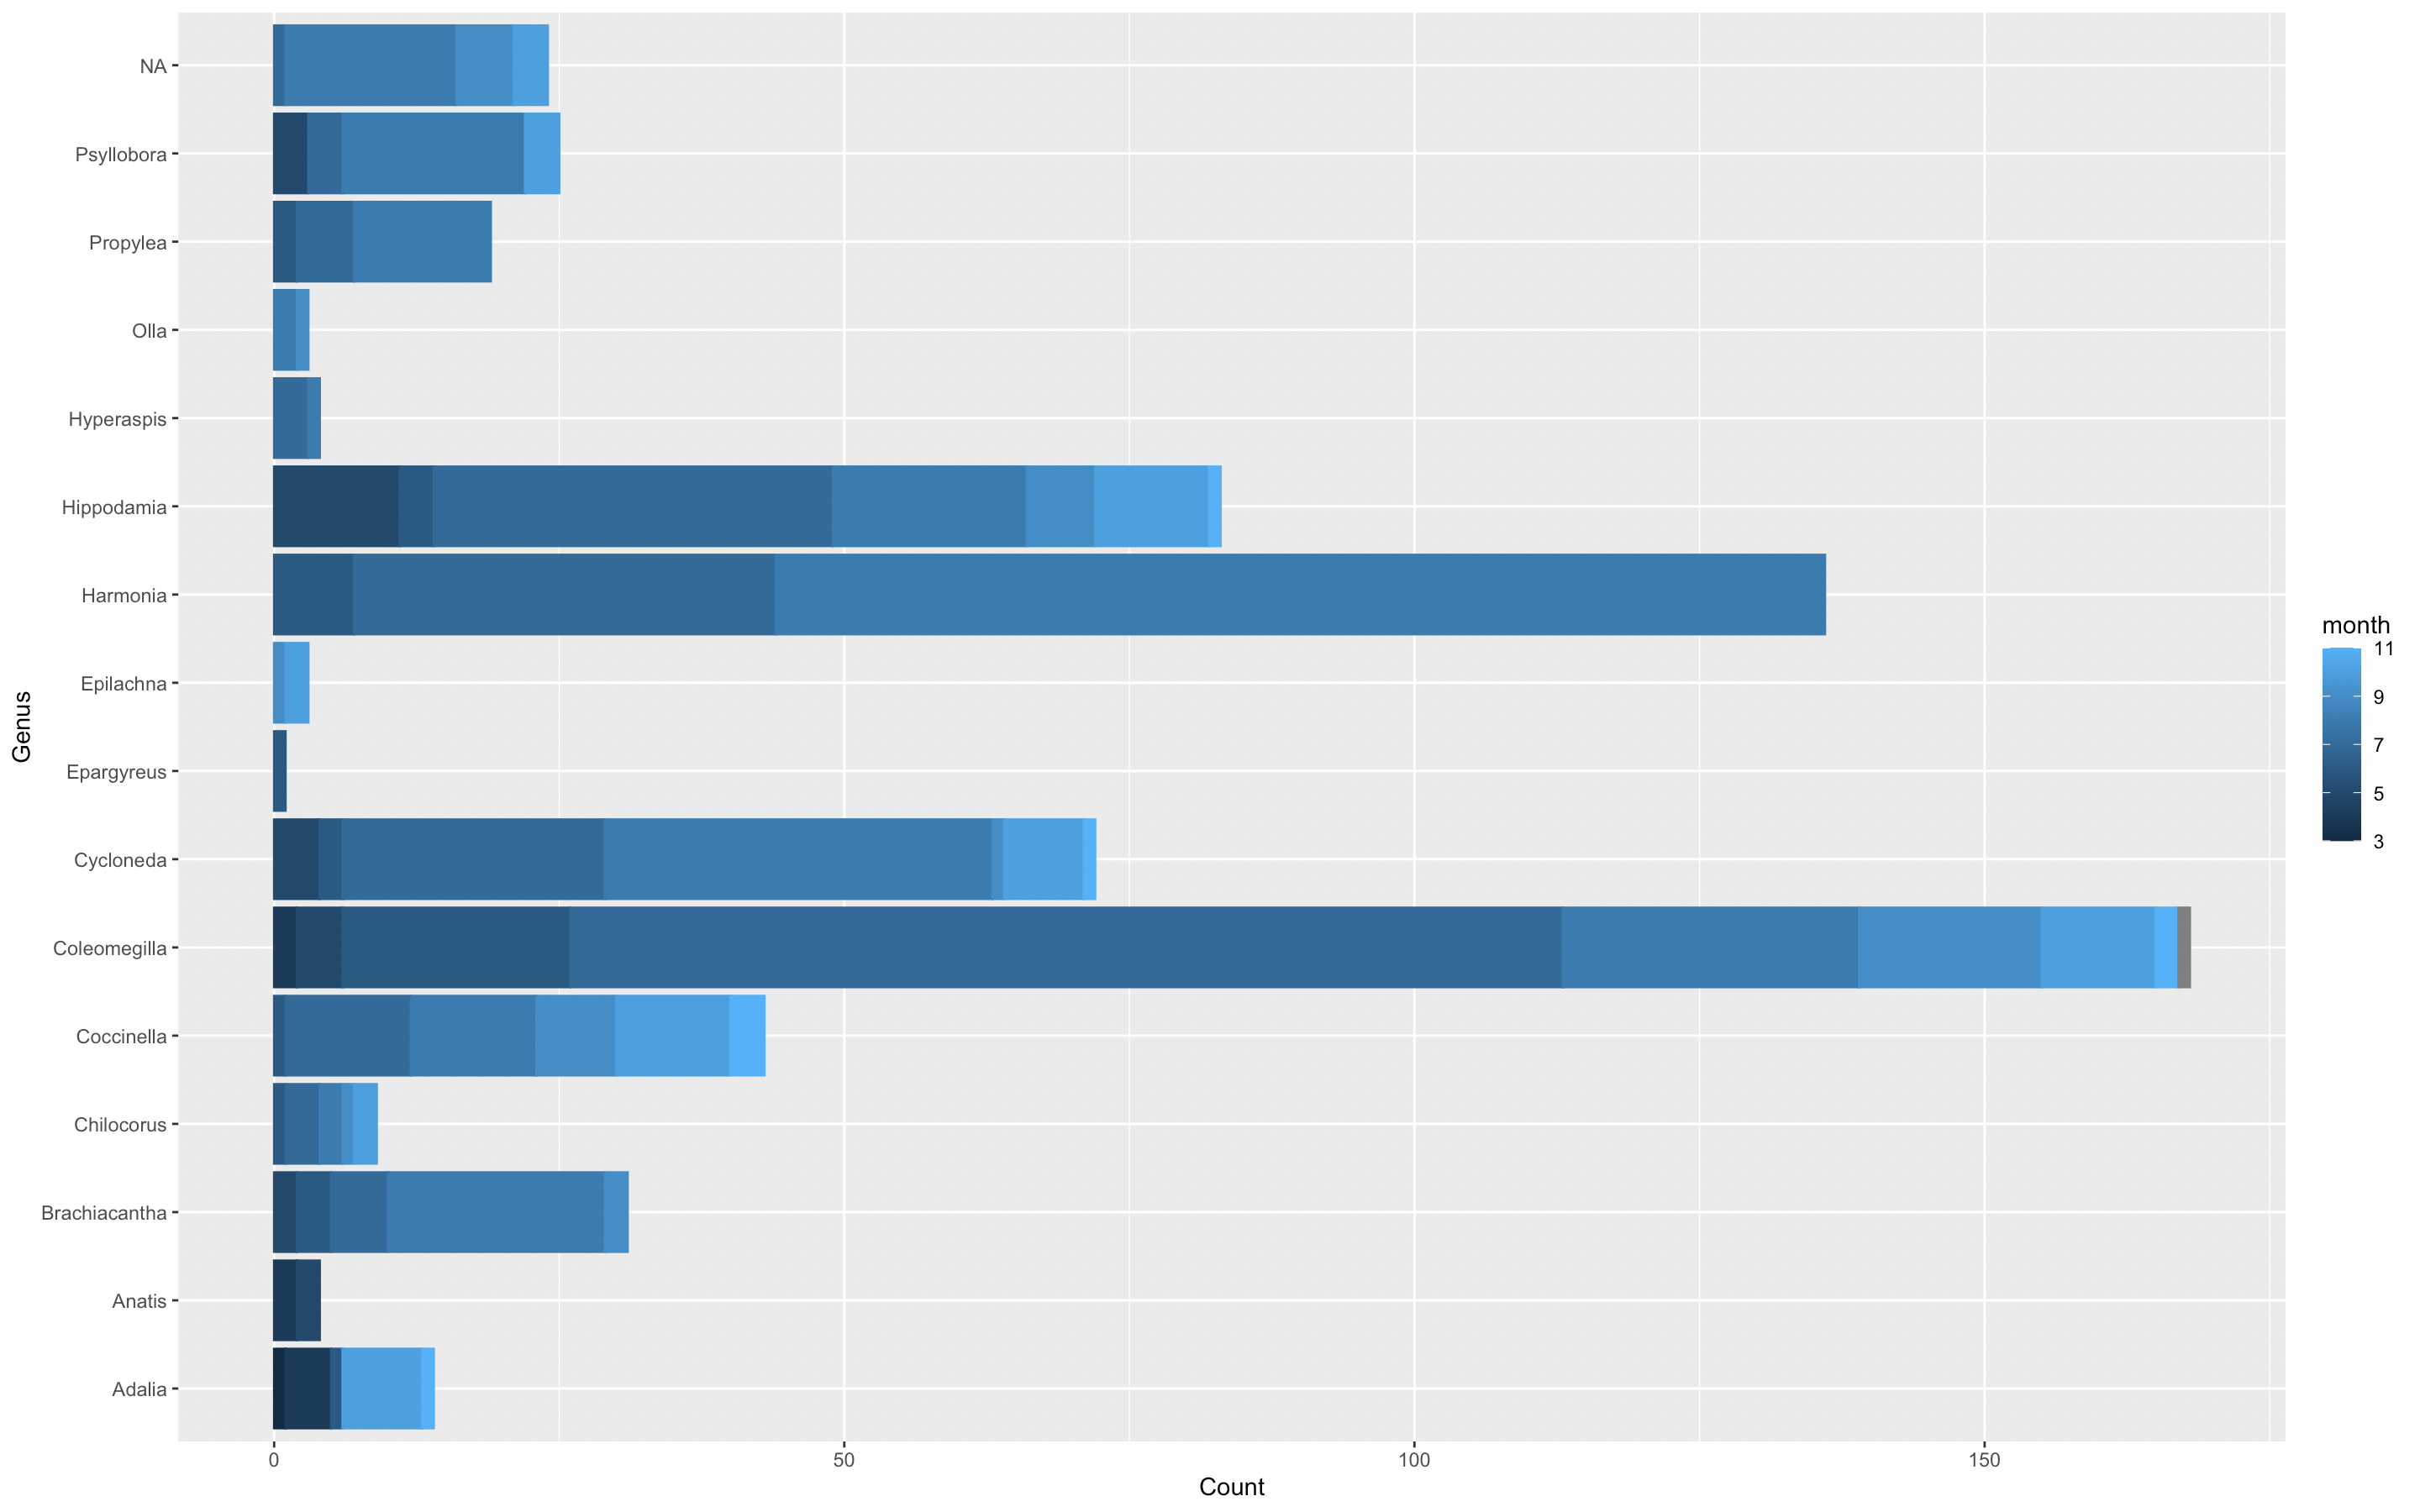 NA
Psyllobora
Propylea
Olla
Hyperaspis
Hippodamia
Harmonia
Epilachna
Epargyreus
Cycloneda
Coleomegilla
Coccinella
Chilocorus
Brachiacantha
Anatis
Adalia
Genus
0 50 100 150
Count
month
11
9
7
5
3